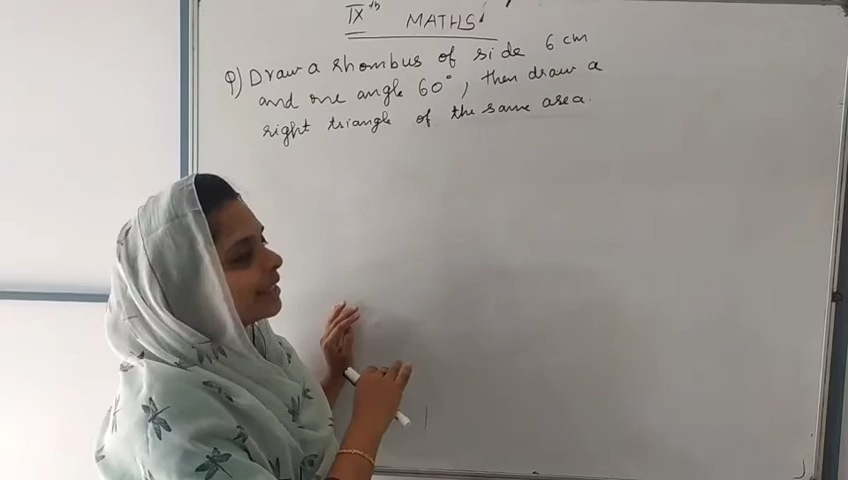 IXth MATHS
Q) Draw a rhombus of side 6 cm
and one angle 60°, then draw a
right triangle of the same area.